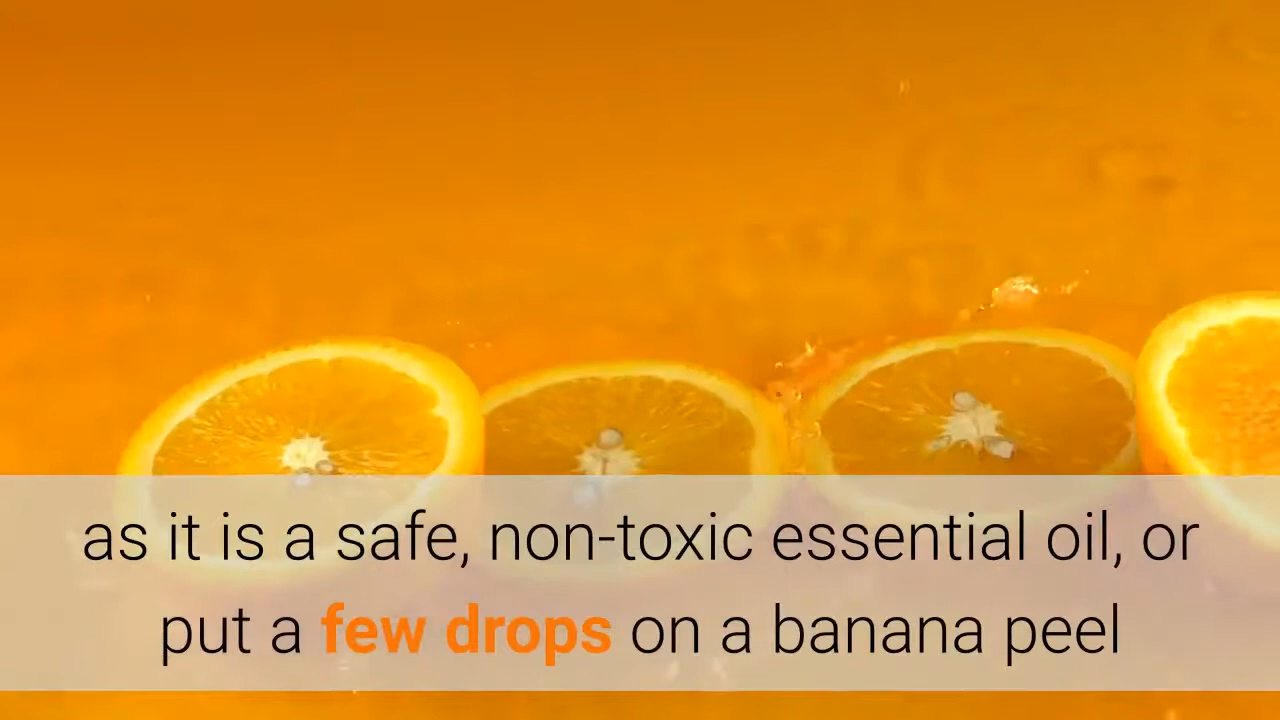 as it is a safe, non-toxic essential oil, or
put a few drops on a banana peel